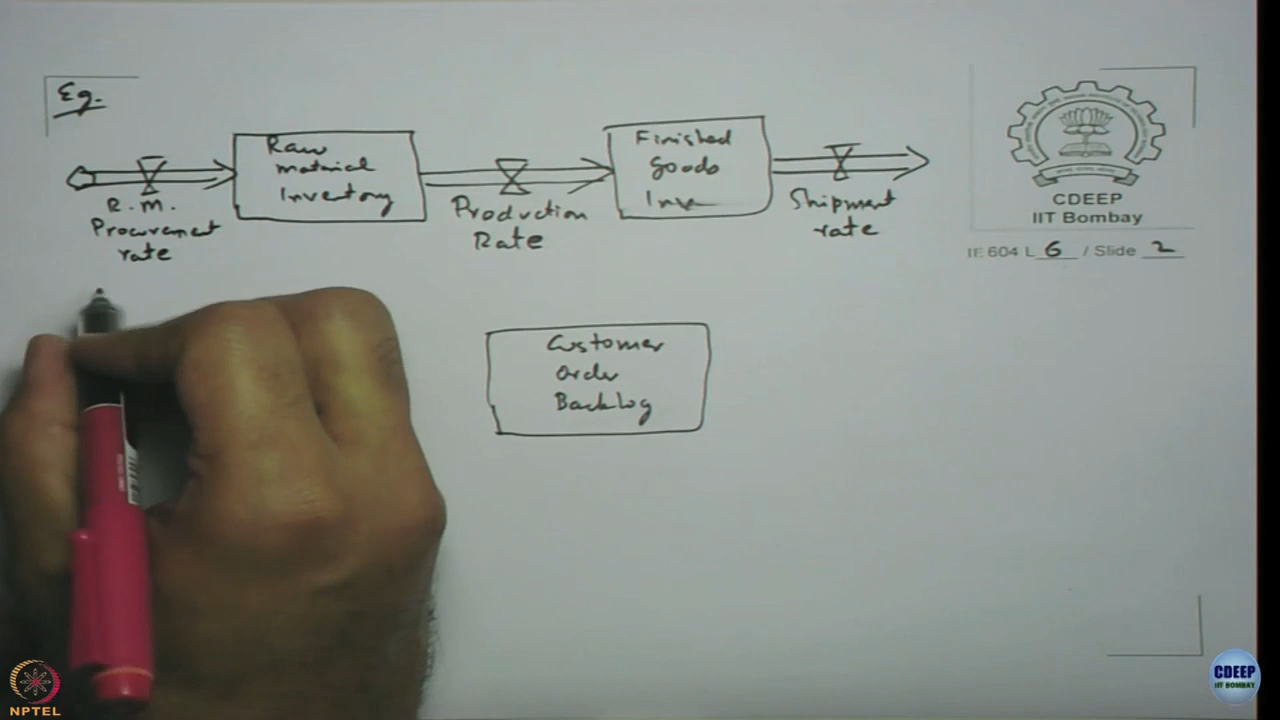 Eg.
Raw
material
Inventory
R.M.
Procurement
rate
Production
Rate
Finished
Goods
Inv
Shipment
rate
Customer
Order
Backlog
CDEEP
IIT Bombay
IE 604 L 6 / Slide 2
NPTEL
CDEEP
IIT BOMBAY